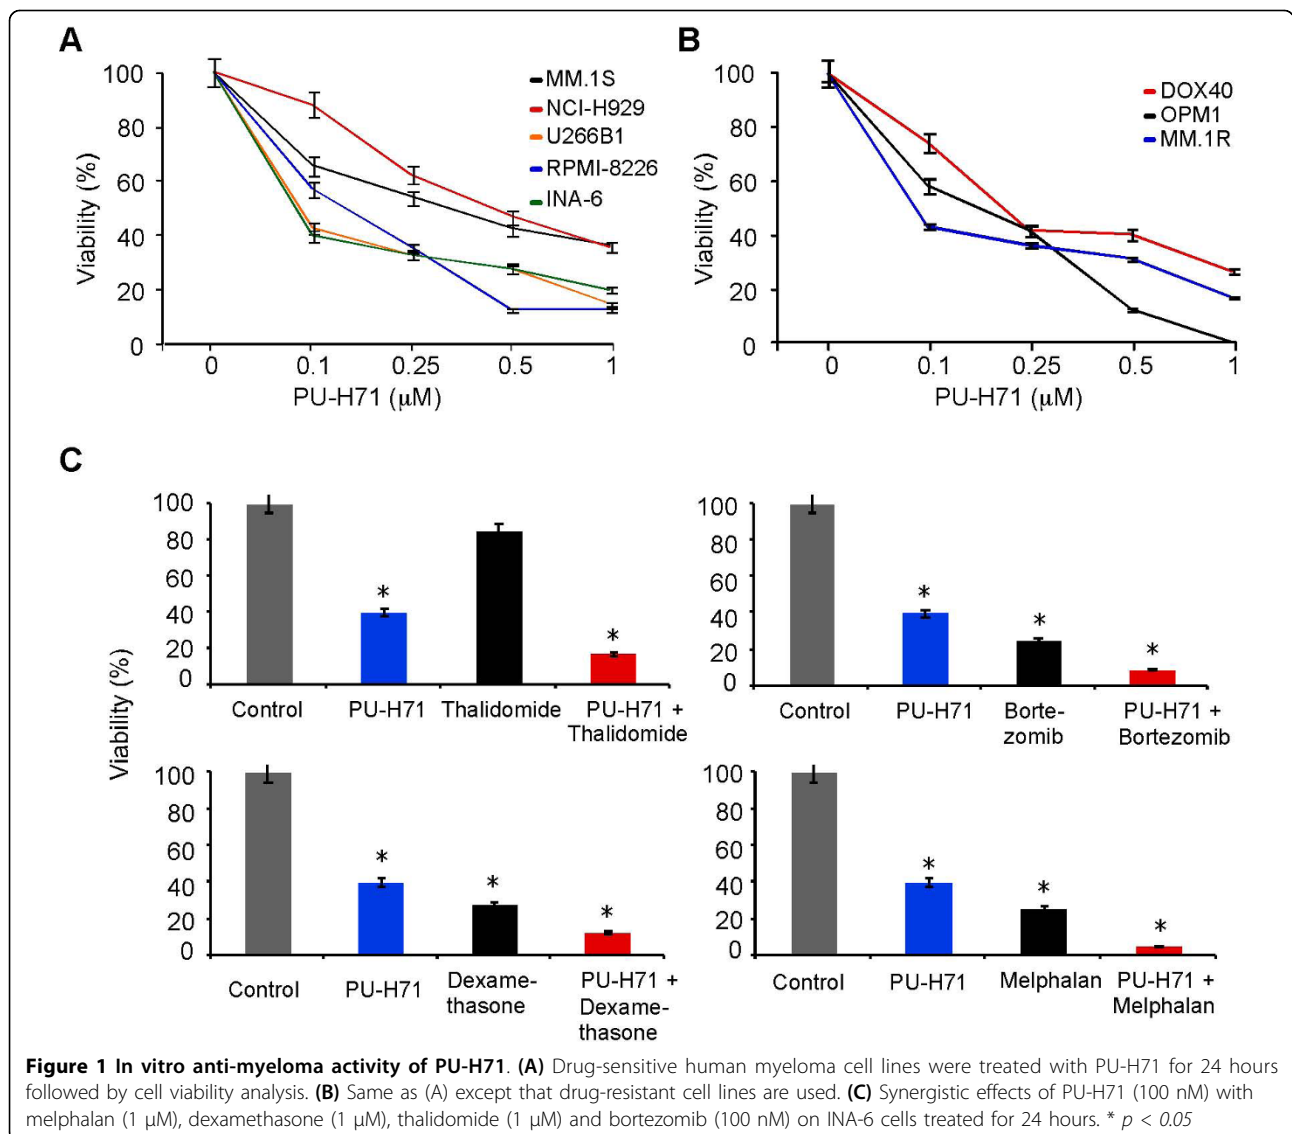 A
100
80
60
40
20
0
Viability (%)
0 0.1 0.25 0.5 1
PU-H71 (µM)
MM.1S
NCI-H929
U266B1
RPMI-8226
INA-6
B
100
80
60
40
20
0
Viability (%)
0 0.1 0.25 0.5 1
PU-H71 (µM)
DOX40
OPM1
MM.1R
C
Viability (%)
100
80
60
40
20
0
*
*
Control
PU-H71
Thalidomide
PU-H71 +
Thalidomide
100
80
60
40
20
0
*
*
*
Control
PU-H71
Borte-
zomib
PU-H71 +
Bortezomib
100
80
60
40
20
0
*
*
*
Control
PU-H71
Dexame-
thasone
PU-H71 +
Dexame-
thasone
100
80
60
40
20
0
*
*
*
Control
PU-H71
Melphalan
PU-H71 +
Melphalan
Figure 1 In vitro anti-myeloma activity of PU-H71. (A) Drug-sensitive human myeloma cell lines were treated with PU-H71 for 24 hours
followed by cell viability analysis. (B) Same as (A) except that drug-resistant cell lines are used. (C) Synergistic effects of PU-H71 (100 nM) with
melphalan (1 µM), dexamethasone (1 µM), thalidomide (1 µM) and bortezomib (100 nM) on INA-6 cells treated for 24 hours. * p < 0.05